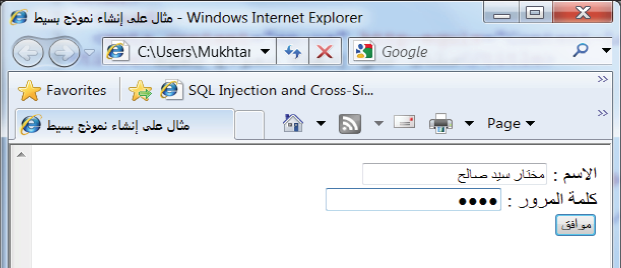 مثال على إنشاء نموذج بسيط - Windows Internet Explorer
C:\Users\Mukhtar Google
Favorites SQL Injection and Cross-Si...
مثال على إنشاء نموذج بسيط Page
الاسم : مختار سيد صالح
كلمة المرور : ●●●●
موافق